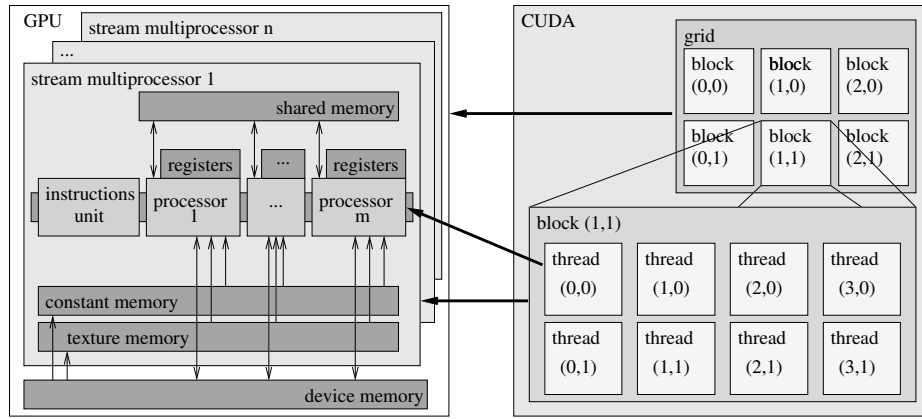 GPU
stream multiprocessor n
...
stream multiprocessor 1
shared memory
registers
...
registers
instructions
unit
processor
1
...
processor
m
constant memory
texture memory
device memory
CUDA
grid
block
(0,0)
block
(1,0)
block
(2,0)
block
(0,1)
block
(1,1)
block
(2,1)
block (1,1)
thread
(0,0)
thread
(1,0)
thread
(2,0)
thread
(3,0)
thread
(0,1)
thread
(1,1)
thread
(2,1)
thread
(3,1)